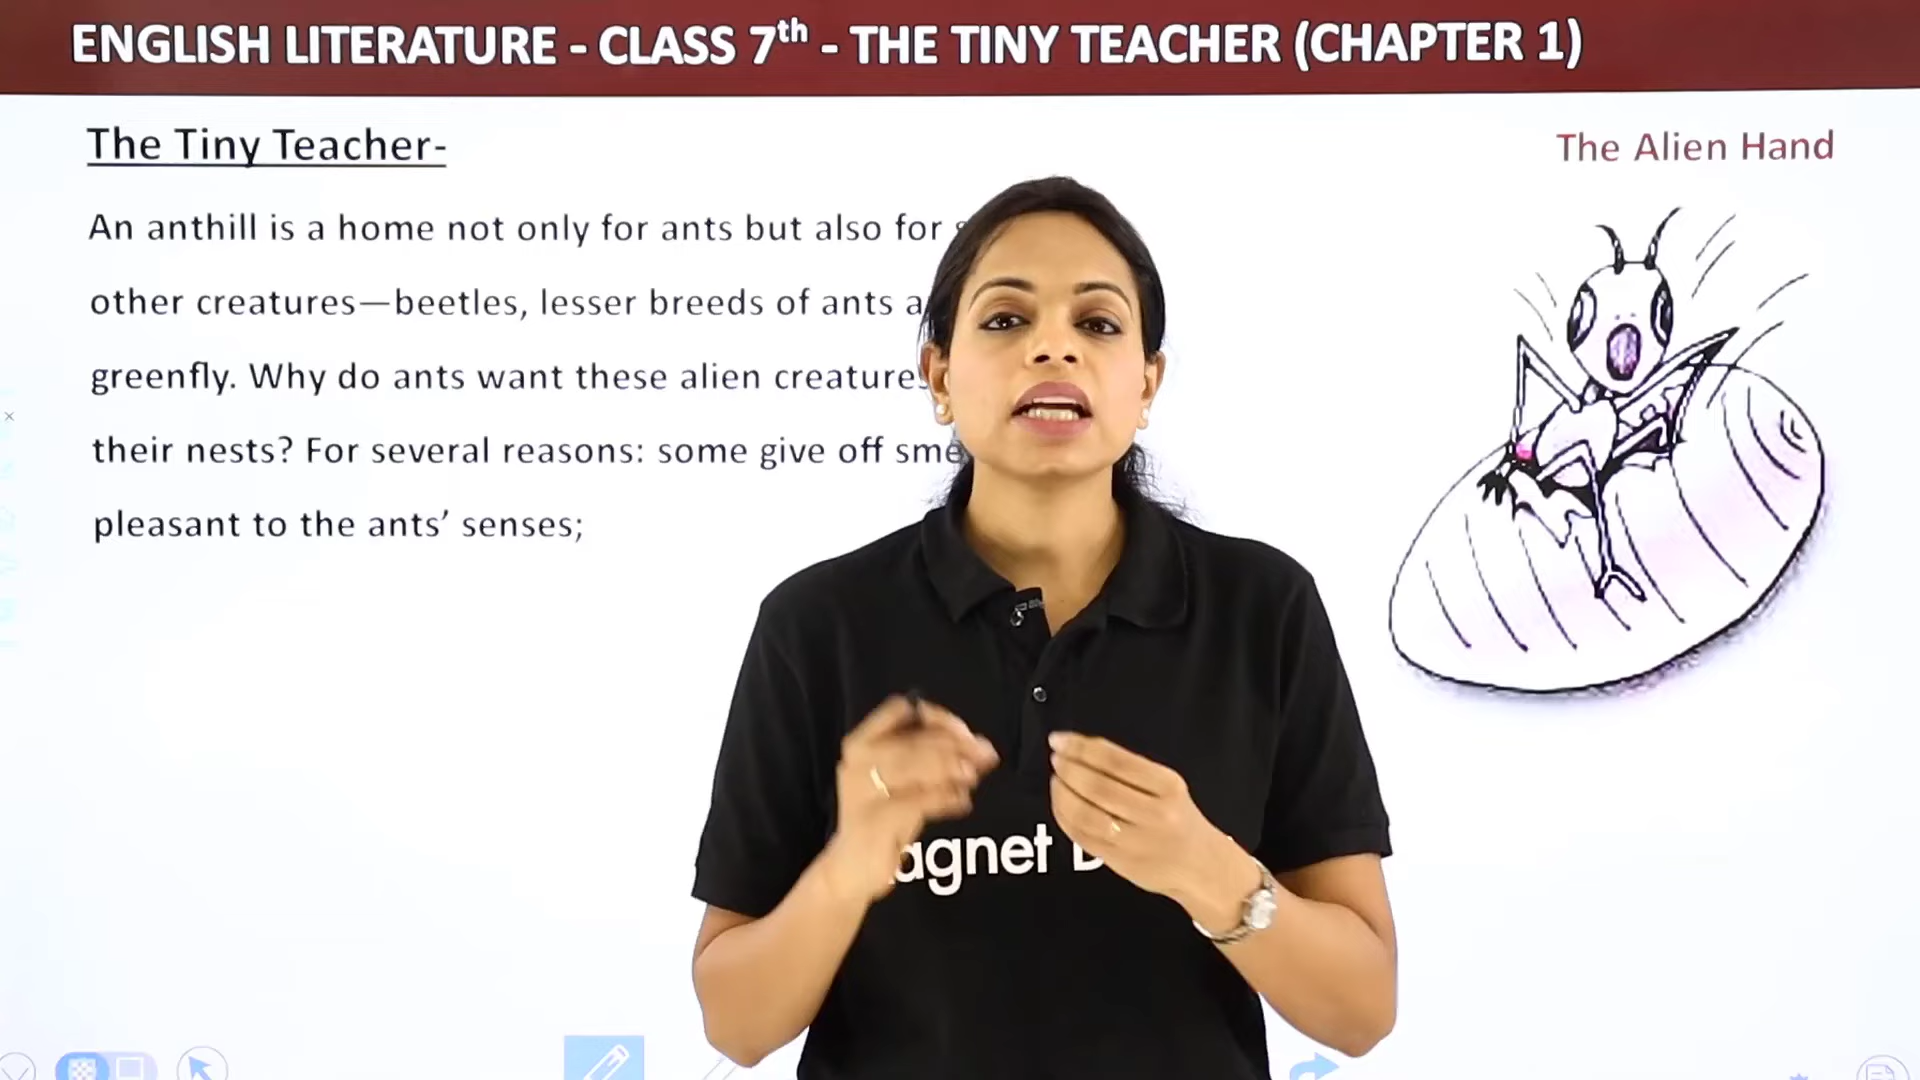 ENGLISH LITERATURE - CLASS 7th - THE TINY TEACHER (CHAPTER 1)
The Tiny Teacher-
The Alien Hand
An anthill is a home not only for ants but also for
other creatures—beetles, lesser breeds of ants
greenfly. Why do ants want these alien creatures
their nests? For several reasons: some give off
pleasant to the ants’ senses;
agnet